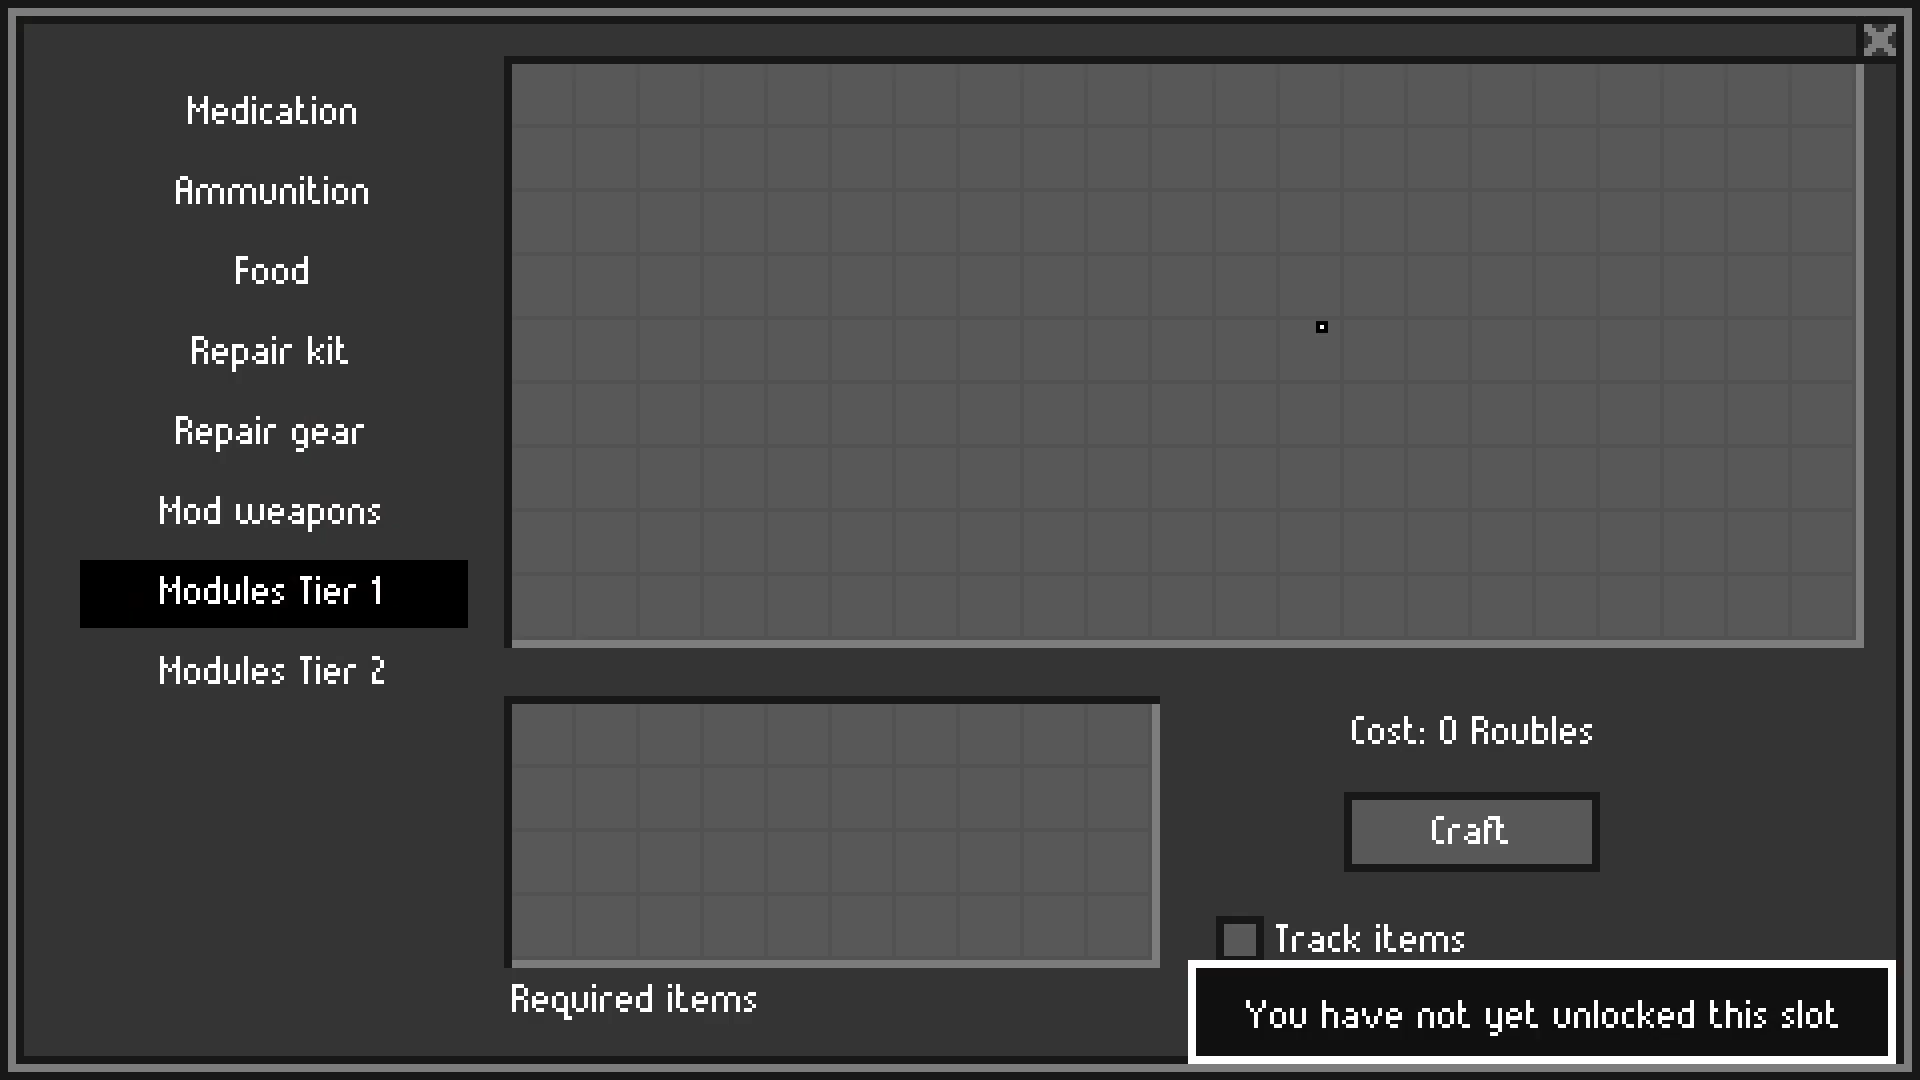 Medication
Ammunition
Food
Repair kit
Repair gear
Mod weapons
Modules Tier 1
Modules Tier 2
Cost: 0 Roubles
Craft
Track items
Required items
You have not yet unlocked this slot